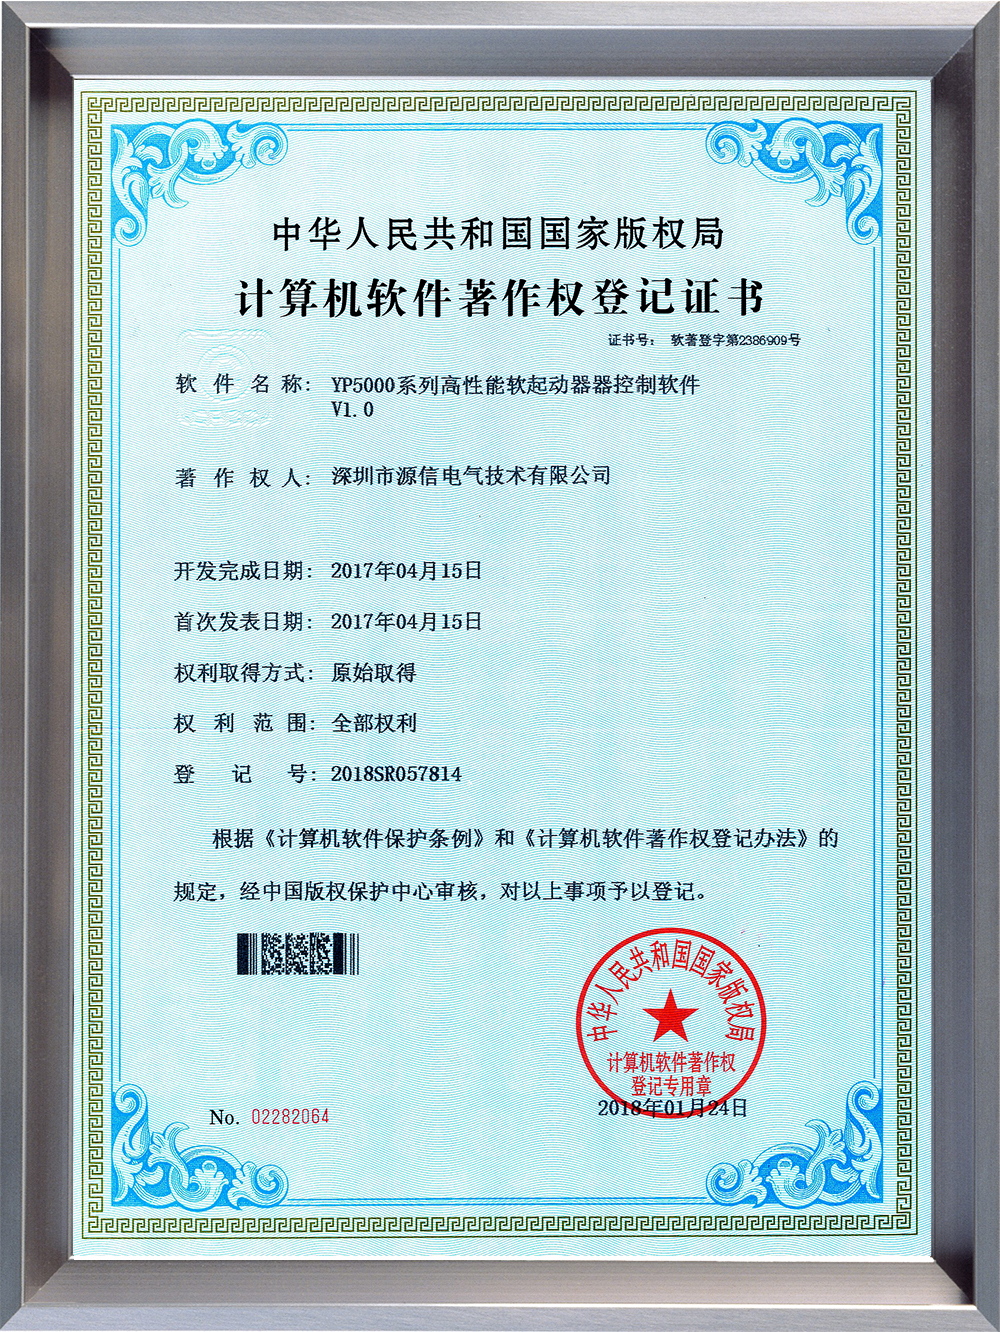 中华人民共和国国家版权局
计算机软件著作权登记证书
证书号： 软著登字第2386909号
软件名称： YP5000系列高性能软起动器器控制软件
V1.0
著作权人： 深圳市源信电气技术有限公司
开发完成日期： 2017年04月15日
首次发表日期： 2017年04月15日
权利取得方式： 原始取得
权利范围： 全部权利
登记号： 2018SR057814
根据《计算机软件保护条例》和《计算机软件著作权登记办法》的
规定，经中国版权保护中心审核，对以上事项予以登记。
中华人民共和国国家版权局
计算机软件著作权
登记专用章
2018年01月24日
No. 02282064